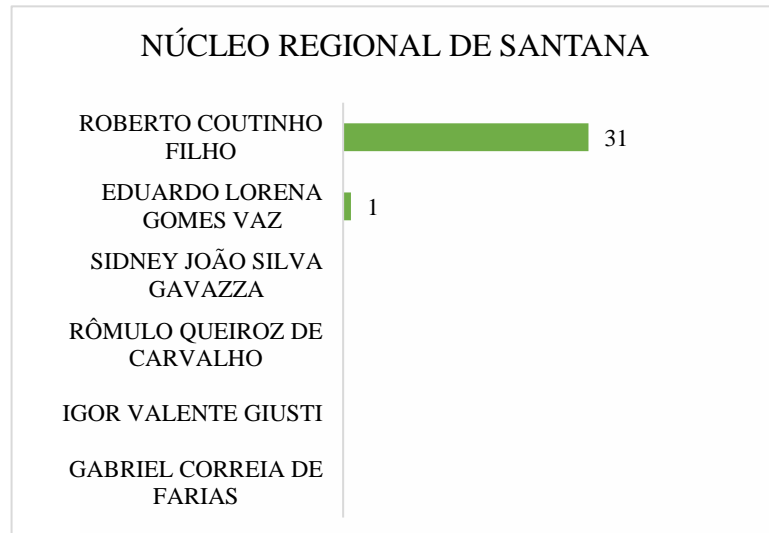 NÚCLEO REGIONAL DE SANTANA
ROBERTO COUTINHO
FILHO
31
EDUARDO LORENA
GOMES VAZ
1
SIDNEY JOÃO SILVA
GAVAZZA
RÔMULO QUEIROZ DE
CARVALHO
IGOR VALENTE GIUSTI
GABRIEL CORREIA DE
FARIAS